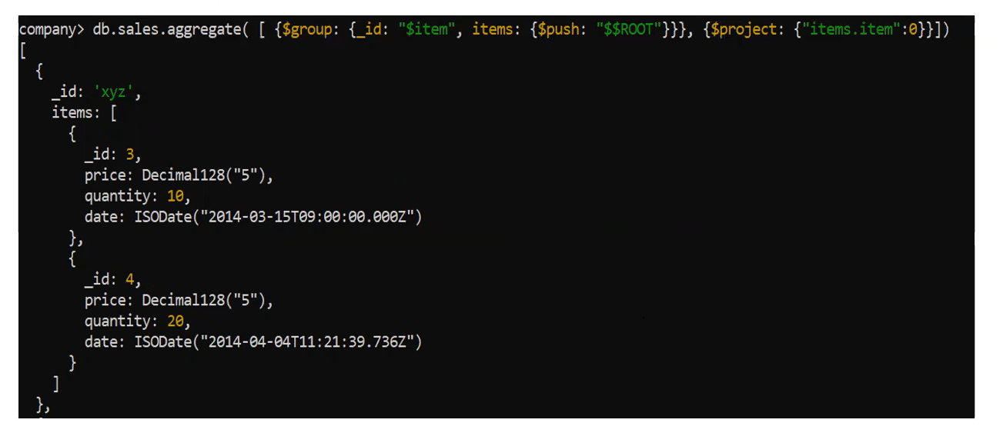 company> db.sales.aggregate( [ {$group: {_id: "$item", items: {$push: "$$ROOT"}}}, {$project: {"items.item":0}}])
[
  {
    _id: 'xyz',
    items: [
      {
        _id: 3,
        price: Decimal128("5"),
        quantity: 10,
        date: ISODate("2014-03-15T09:00:00.000Z")
      },
      {
        _id: 4,
        price: Decimal128("5"),
        quantity: 20,
        date: ISODate("2014-04-04T11:21:39.736Z")
      }
    ]
  },